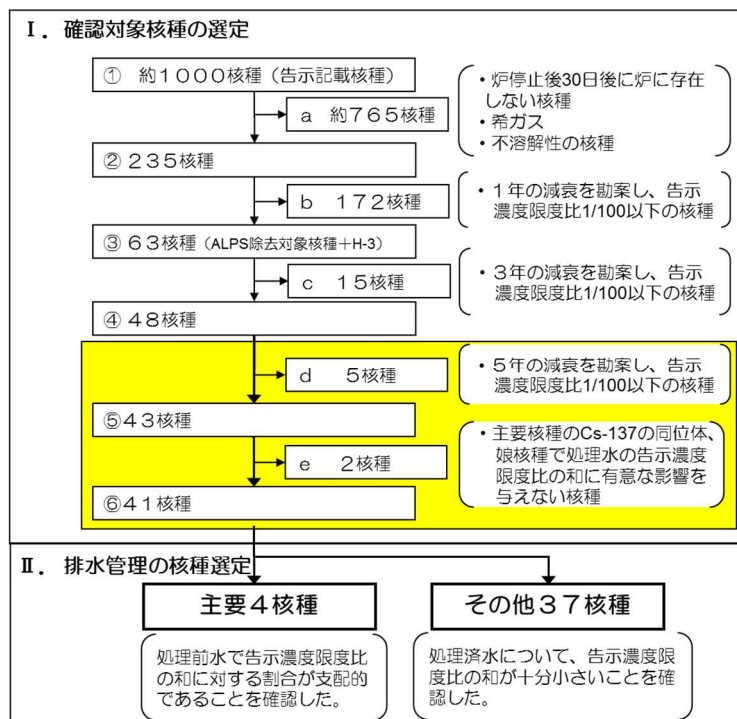 Ⅰ．確認対象核種の選定
① 約１０００核種（告示記載核種）
a 約７６５核種
・炉停止後30日後に炉に存在
しない核種
・希ガス
・不溶解性の核種
② ２３５核種
b １７２核種
・１年の減衰を勘案し、告示
濃度限度比1/100以下の核種
③ ６３核種（ALPS除去対象核種＋H-3）
c １５核種
・３年の減衰を勘案し、告示
濃度限度比1/100以下の核種
④ ４８核種
d ５核種
・５年の減衰を勘案し、告示
濃度限度比1/100以下の核種
⑤４３核種
e ２核種
・主要核種のCs-137の同位体、
娘核種で処理水の告示濃度
限度比の和に有意な影響を
与えない核種
⑥４１核種
Ⅱ．排水管理の核種選定
主要４核種
その他３７核種
処理前水で告示濃度限度比
の和に対する割合が支配的
であることを確認した。
処理済水について、告示濃度限
度比の和が十分小さいことを確
認した。